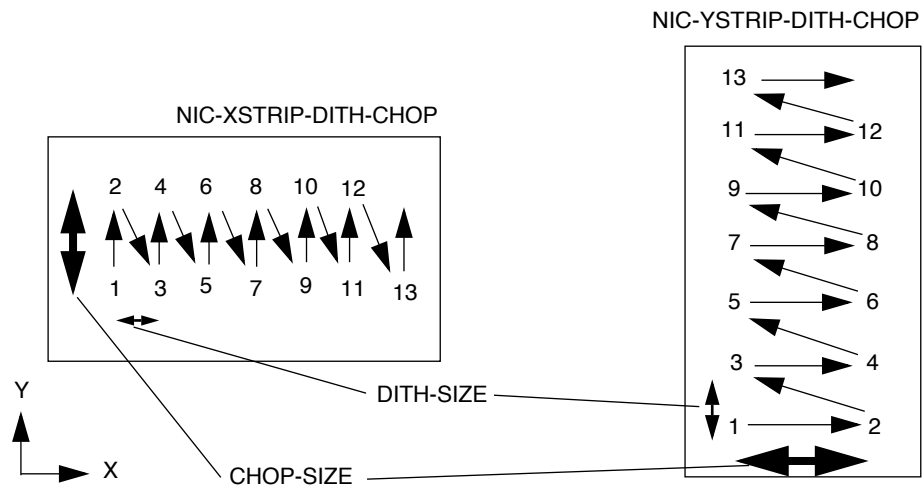 NIC-YSTRIP-DITH-CHOP
13
11 12
9 10
7 8
5 6
3 4
1 2
NIC-XSTRIP-DITH-CHOP
2 4 6 8 10 12
1 3 5 7 9 11 13
DITH-SIZE
CHOP-SIZE
Y
X